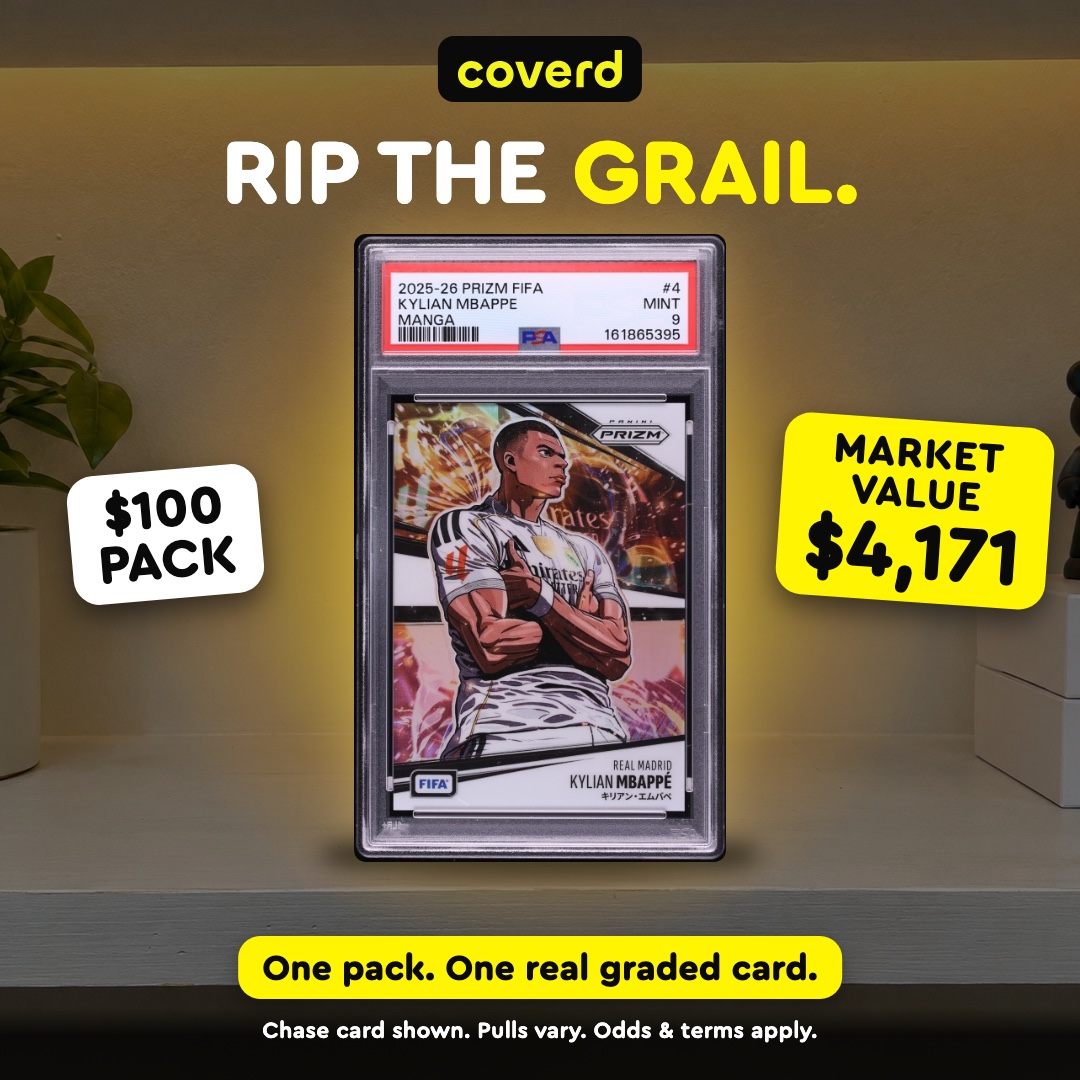 coverd
RIP THE GRAIL.
2025-26 PRIZM FIFA #4
KYLIAN MBAPPE MINT
MANGA 9
PSA 161865395
PANINI
PRIZM
$100
PACK
MARKET
VALUE
$4,171
REAL MADRID
KYLIAN MBAPPÉ
キリアン・エムバペ
FIFA
One pack. One real graded card.
Chase card shown. Pulls vary. Odds & terms apply.